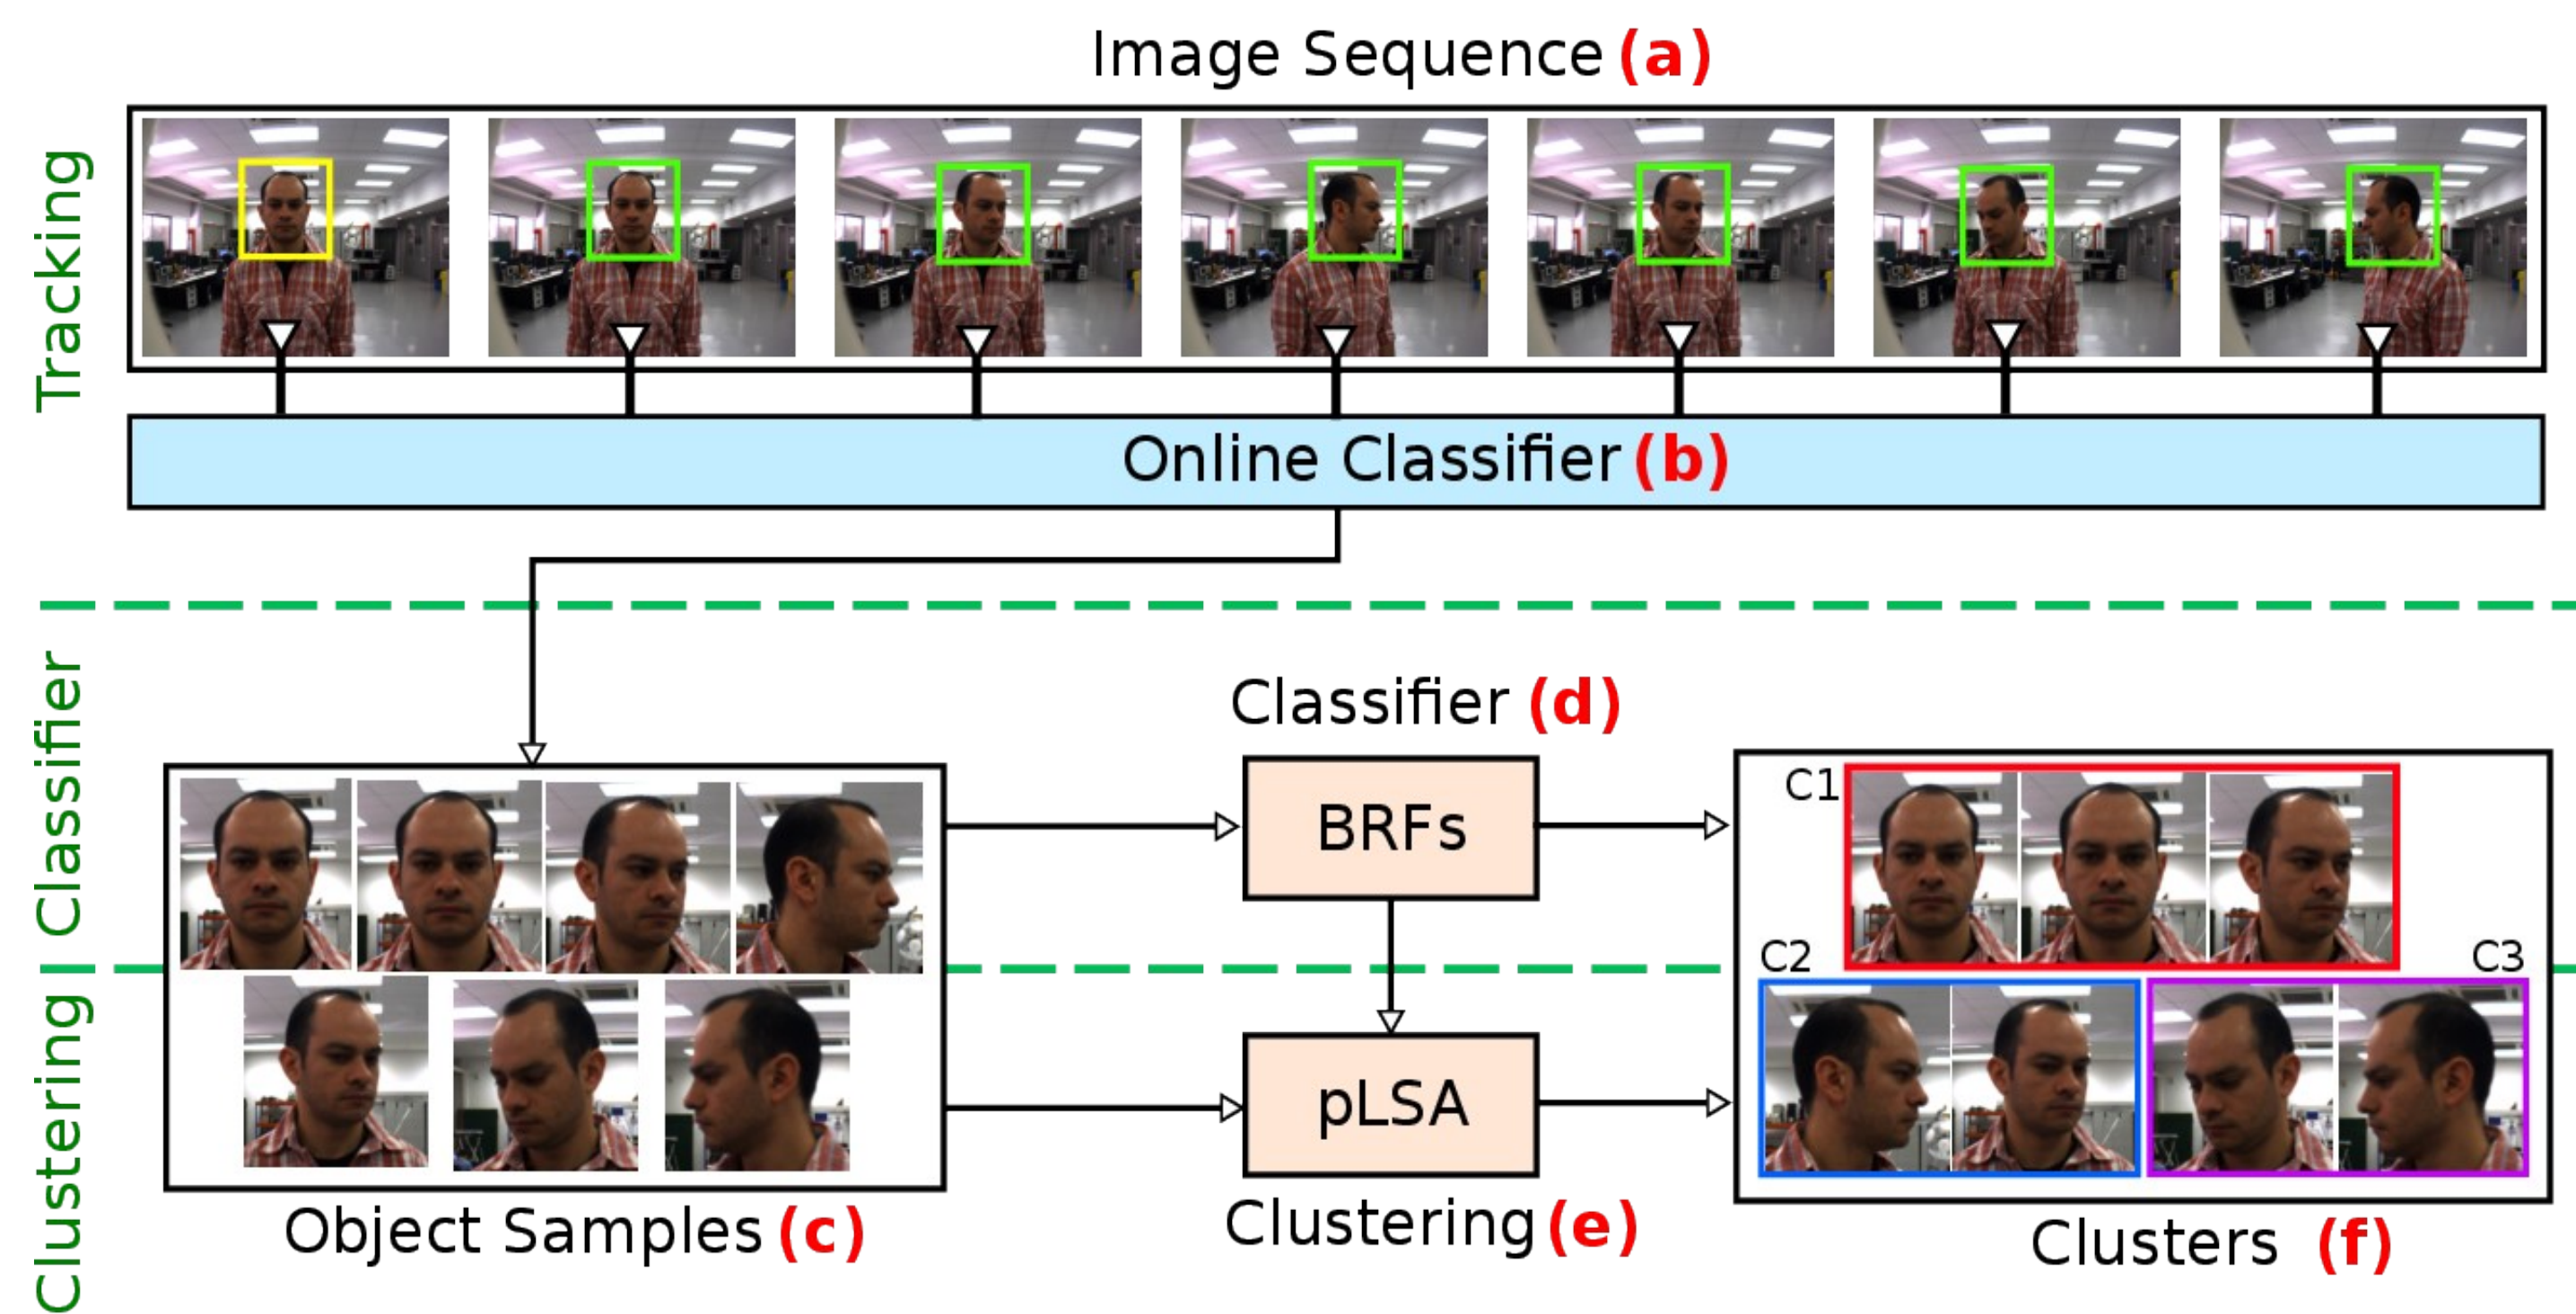 Image Sequence (a)
Tracking
Online Classifier (b)
Classifier
Classifier (d)
BRFs
C1
C2
C3
Clustering
pLSA
Object Samples (c)
Clustering (e)
Clusters (f)